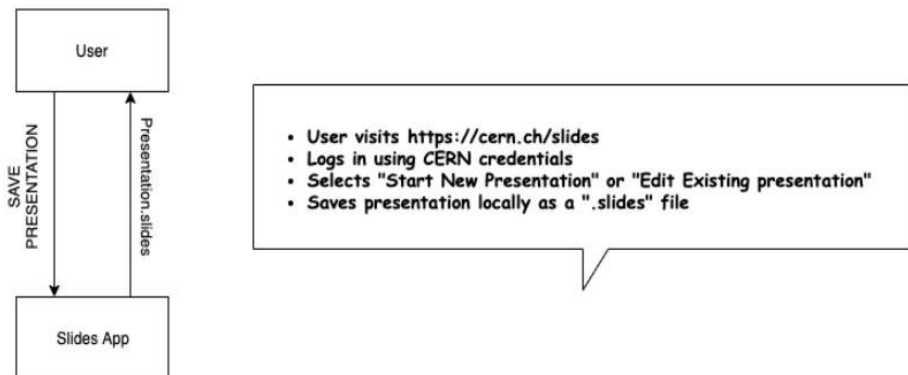 User
SAVE
PRESENTATION
Presentation.slides
Slides App
• User visits https://cern.ch/slides
• Logs in using CERN credentials
• Selects "Start New Presentation" or "Edit Existing presentation"
• Saves presentation locally as a ".slides" file